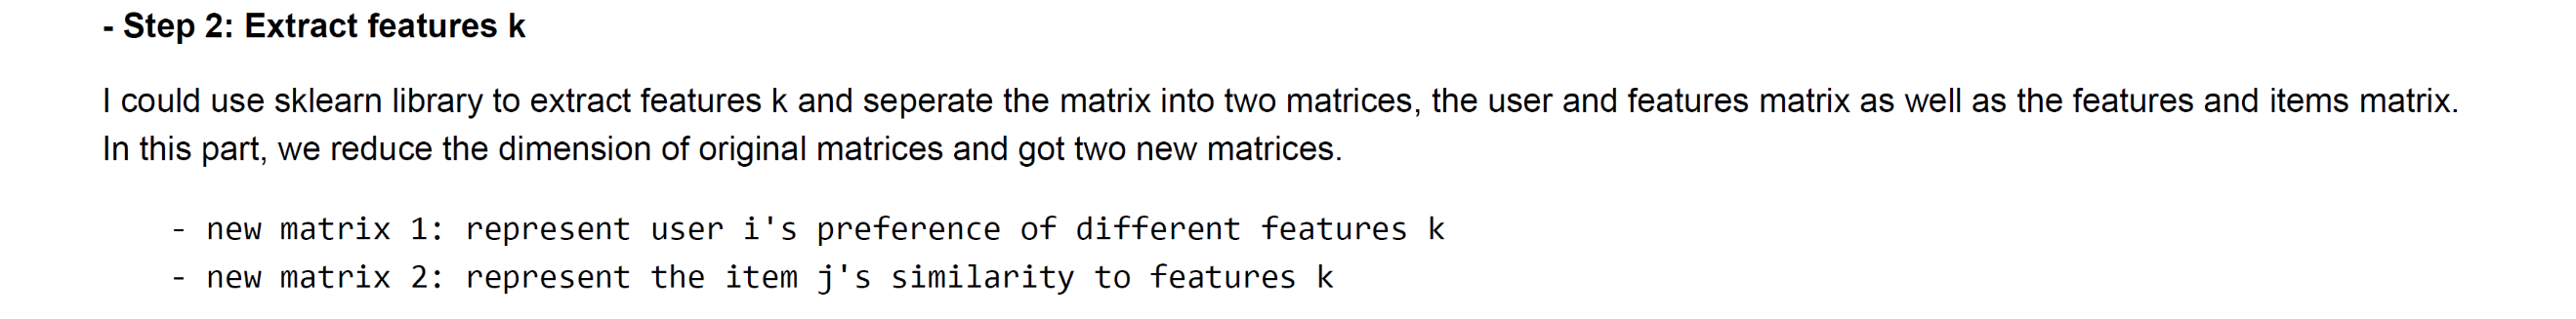 - Step 2: Extract features k
I could use sklearn library to extract features k and seperate the matrix into two matrices, the user and features matrix as well as the features and items matrix.
In this part, we reduce the dimension of original matrices and got two new matrices.
- new matrix 1: represent user i's preference of different features k
- new matrix 2: represent the item j's similarity to features k